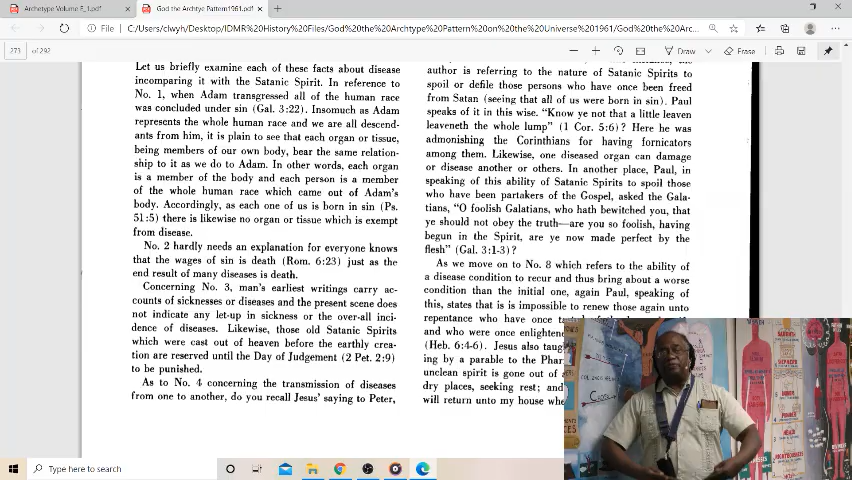 Archetype Volume F_1.pdf
God the Archtye Pattern1961.pdf
File
C:/Users/clwyh/Desktop/IDMR%20History%20Files/God%20the%20Archtype%20Pattern%20on%20the%20Universe%201961/God%20the%20Arc...
273 of 292
Draw
Erase
Let us briefly examine each of these facts about disease
incomparing it with the Satanic Spirit. In reference to
No. 1, when Adam transgressed all of the human race
was concluded under sin (Gal. 3:22). Insomuch as Adam
represents the whole human race and we are all descend-
ants from him, it is plain to see that each organ or tissue,
being members of our own body, bear the same relation-
ship to it as we do to Adam. In other words, each organ
is a member of the body and each person is a member
of the whole human race which came out of Adam's
body. Accordingly, as each one of us is born in sin (Ps.
51:5) there is likewise no organ or tissue which is exempt
from disease.
No. 2 hardly needs an explanation for everyone knows
that the wages of sin is death (Rom. 6:23) just as the
end result of many diseases is death.
Concerning No. 3, man's earliest writings carry ac-
counts of sicknesses or diseases and the present scene does
not indicate any let-up in sickness or the over-all inci-
dence of diseases. Likewise, those old Satanic Spirits
which were cast out of heaven before the earthly crea-
tion are reserved until the Day of Judgement (2 Pet. 2:9)
to be punished.
As to No. 4 concerning the transmission of diseases
from one to another, do you recall Jesus' saying to Peter,
author is referring to the nature of Satanic Spirits to
spoil or defile those persons who have once been freed
from Satan (seeing that all of us were born in sin). Paul
speaks of it in this wise. "Know ye not that a little leaven
leaveneth the whole lump" (1 Cor. 5:6)? Here he was
admonishing the Corinthians for having fornicators
among them. Likewise, one diseased organ can damage
or disease another or others. In another place, Paul, in
speaking of this ability of Satanic Spirits to spoil those
who have been partakers of the Gospel, asked the Gala-
tians, "O foolish Galatians, who hath bewitched you, that
ye should not obey the truth—are you so foolish, having
begun in the Spirit, are ye now made perfect by the
flesh" (Gal. 3:1-3)?
As we move on to No. 8 which refers to the ability of
a disease condition to recur and thus bring about a worse
condition than the initial one, again Paul, speaking of
this, states that is is impossible to renew those again unto
repentance who have once
and who were once enlightene
(Heb. 6:4-6). Jesus also taug
ing by a parable to the Phar
unclean spirit is gone out of
dry places, seeking rest; and
will return unto my house whe
Type here to search